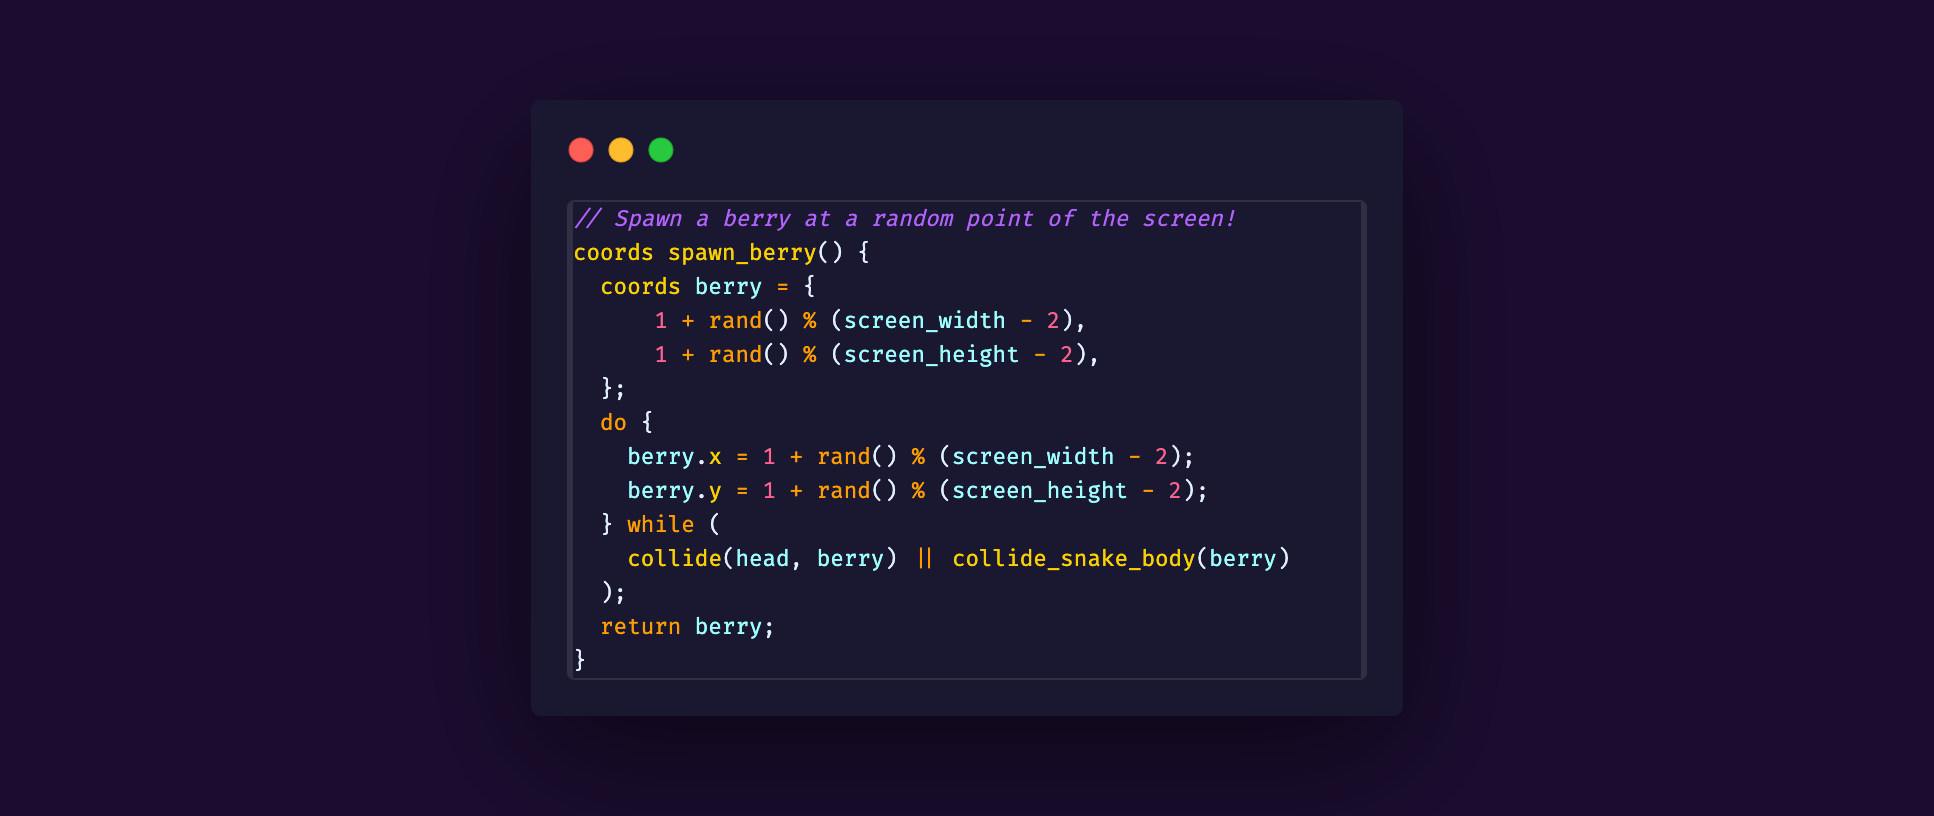 // Spawn a berry at a random point of the screen!
coords spawn_berry() {
  coords berry = {
      1 + rand() % (screen_width - 2),
      1 + rand() % (screen_height - 2),
  };
  do {
    berry.x = 1 + rand() % (screen_width - 2);
    berry.y = 1 + rand() % (screen_height - 2);
  } while (
    collide(head, berry) || collide_snake_body(berry)
  );
  return berry;
}